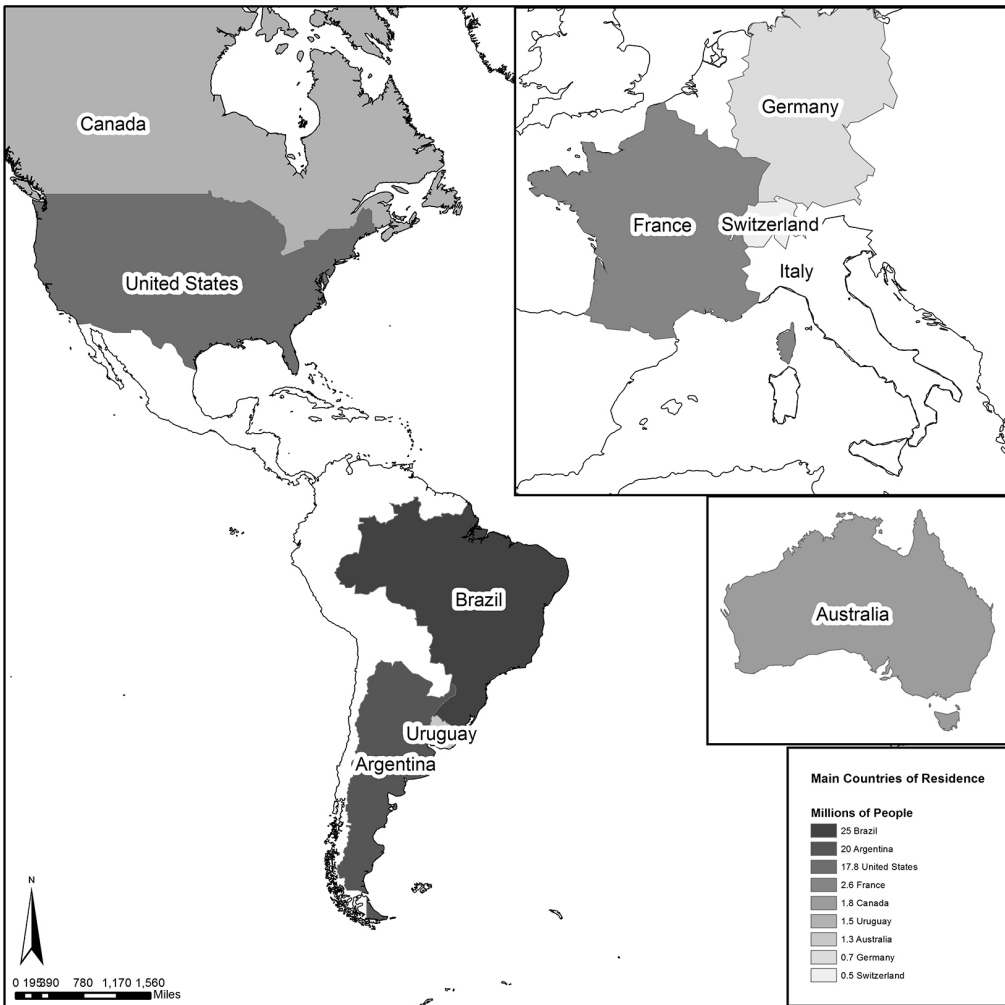 Canada
United States
Germany
France
Switzerland
Italy
Brazil
Uruguay
Argentina
Australia
Main Countries of Residence
Millions of People
25 Brazil
20 Argentina
17.8 United States
2.6 France
1.8 Canada
1.5 Uruguay
1.3 Australia
0.7 Germany
0.5 Switzerland
N
0 195390 780 1,170 1,560
Miles